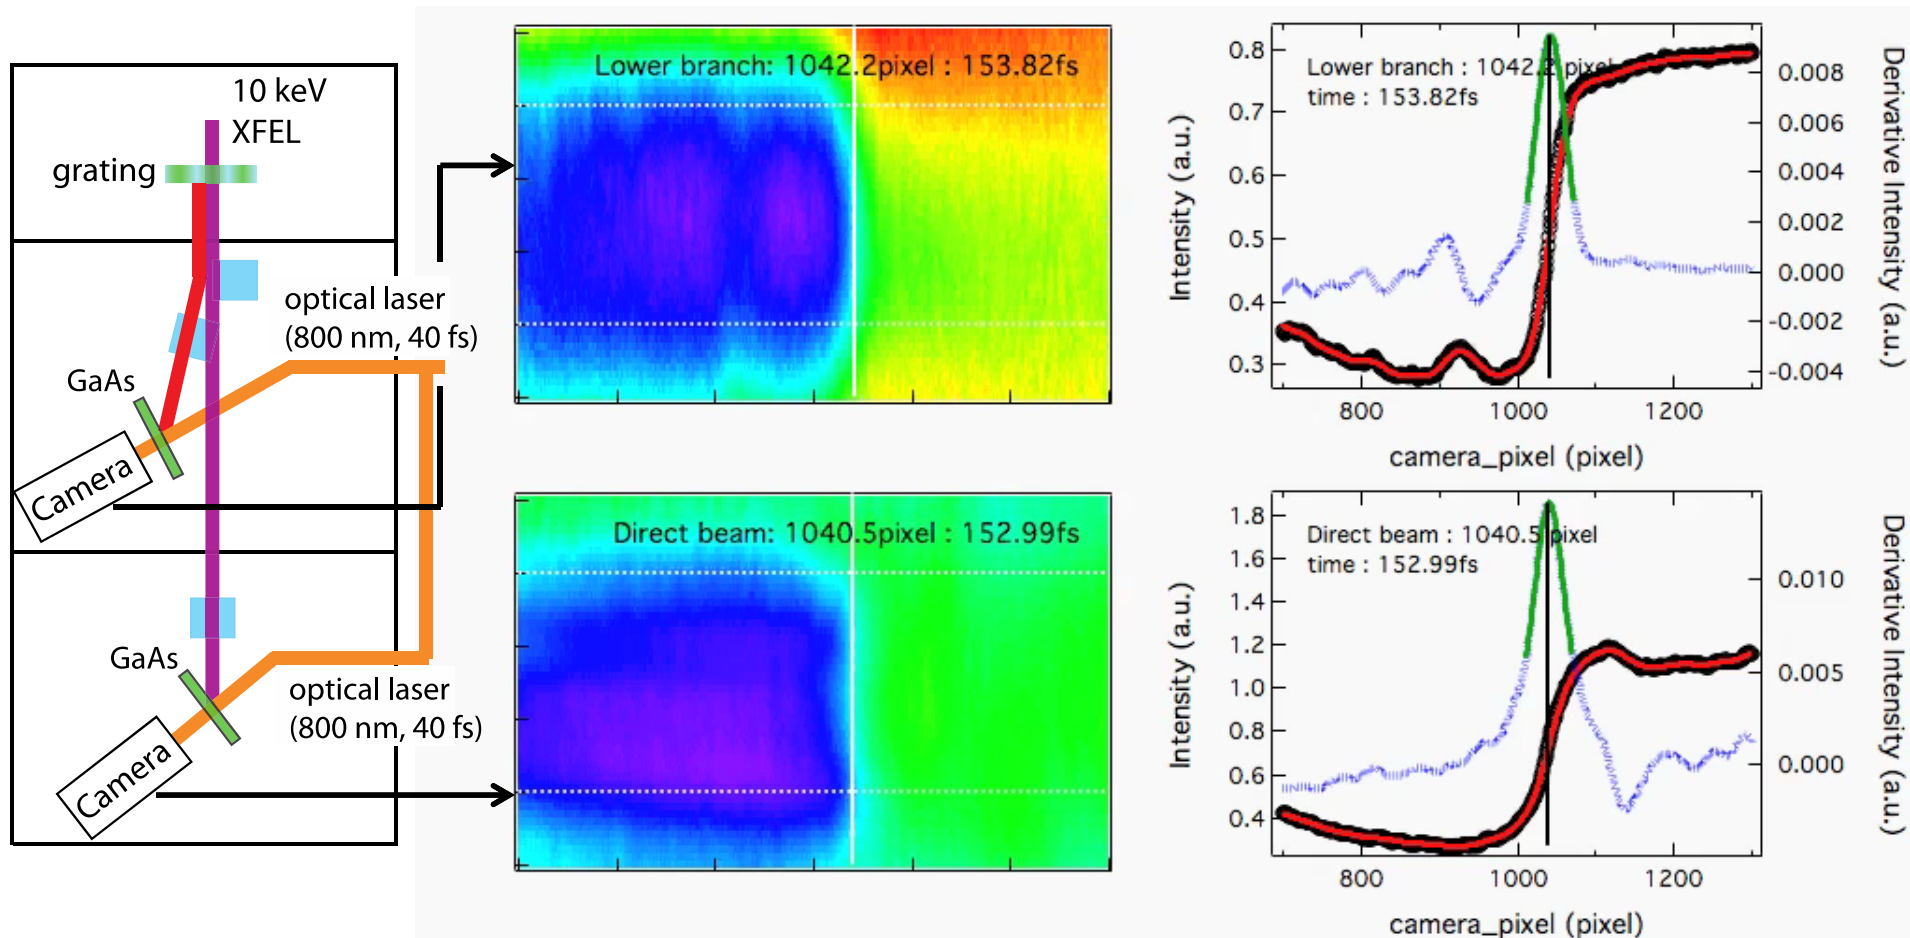 10 keV
XFEL
grating
optical laser
(800 nm, 40 fs)
GaAs
Camera
GaAs
optical laser
(800 nm, 40 fs)
Camera
Lower branch: 1042.2pixel : 153.82fs
Direct beam: 1040.5pixel : 152.99fs
Lower branch : 1042.2 pixel
time : 153.82fs
Intensity (a.u.)
0.8
0.7
0.6
0.5
0.4
0.3
0.008
0.006
0.004
0.002
0.000
-0.002
-0.004
Derivative Intensity (a.u.)
800 1000 1200
camera_pixel (pixel)
Direct beam : 1040.5 pixel
time : 152.99fs
Intensity (a.u.)
1.8
1.6
1.4
1.2
1.0
0.8
0.6
0.4
0.010
0.005
0.000
Derivative Intensity (a.u.)
800 1000 1200
camera_pixel (pixel)